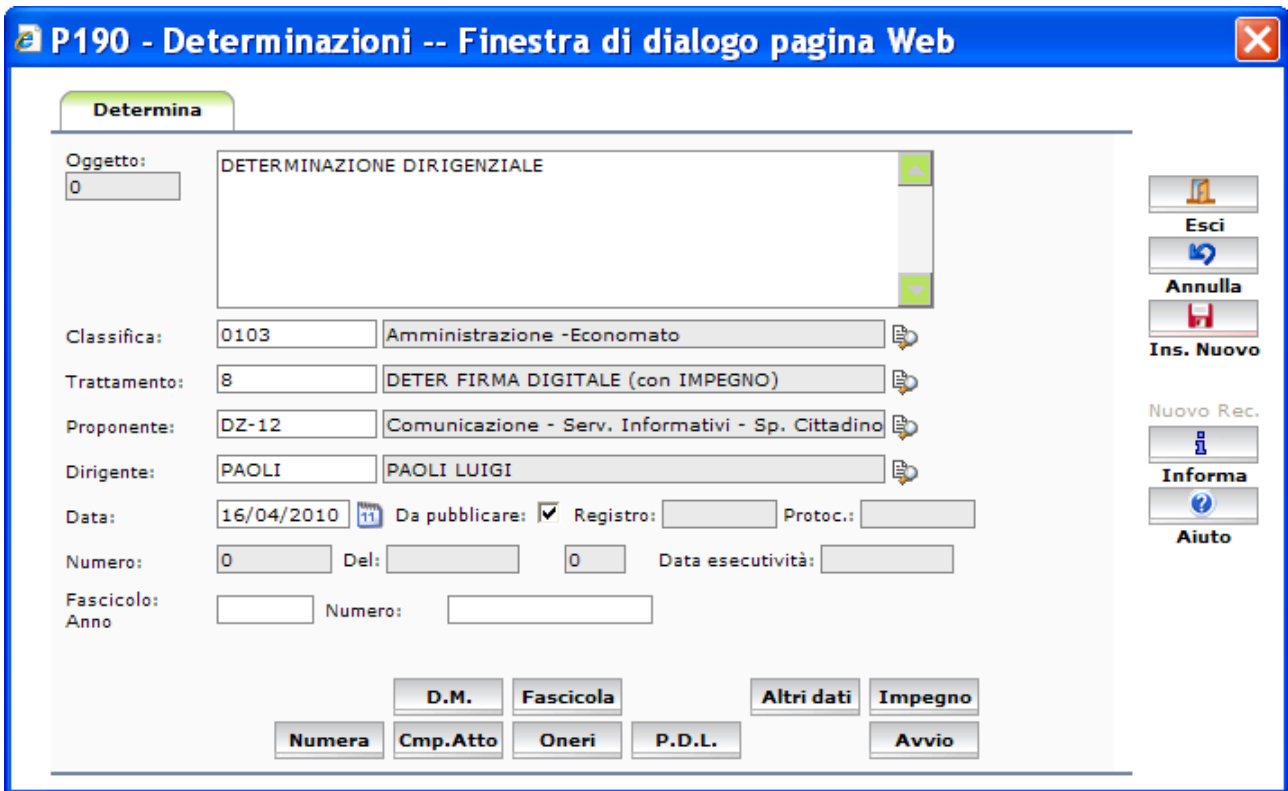 P190 - Determinazioni -- Finestra di dialogo pagina Web
Determina
Oggetto:
0
DETERMINAZIONE DIRIGENZIALE
Classifica: 0103 Amministrazione -Economato
Trattamento: 8 DETER FIRMA DIGITALE (con IMPEGNO)
Proponente: DZ-12 Comunicazione - Serv. Informativi - Sp. Cittadino
Dirigente: PAOLI PAOLI LUIGI
Data: 16/04/2010 11 Da pubblicare: Registro: Protoc.:
Numero: 0 Del: 0 Data esecutività:
Fascicolo:
Anno Numero:
D.M. Fascicola Altri dati Impegno
Numera Cmp.Atto Oneri P.D.L. Avvio
Esci
Annulla
Ins. Nuovo
Nuovo Rec.
Informa
Aiuto